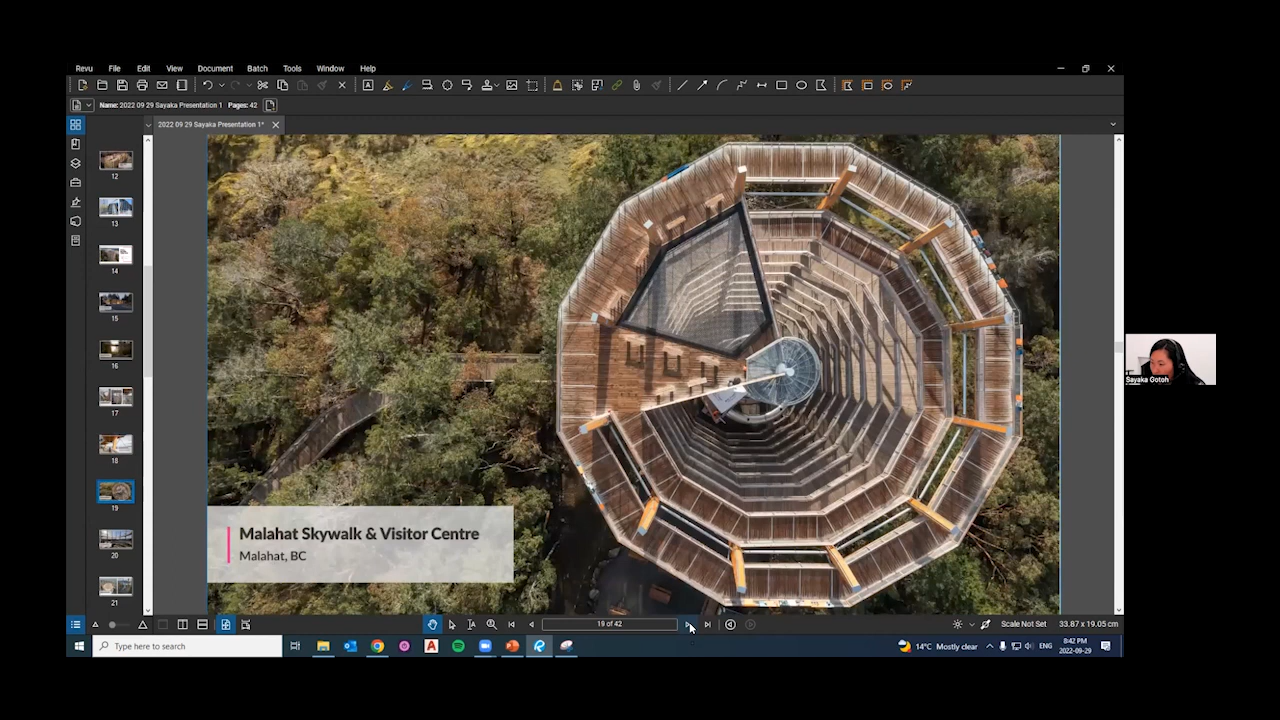 Revu File Edit View Document Batch Tools Window Help
Name: 2022 09 29 Sayaka Presentation 1 Pages: 42
2022 09 29 Sayaka Presentation 1*
12
13
14
15
16
17
18
19
20
21
Malahat Skywalk & Visitor Centre
Malahat, BC
Sayaka Gotoh
19 of 42
Scale Not Set
33.87 x 19.05 cm
Type here to search
14°C Mostly clear
ENG
8:42 PM
2022-09-29